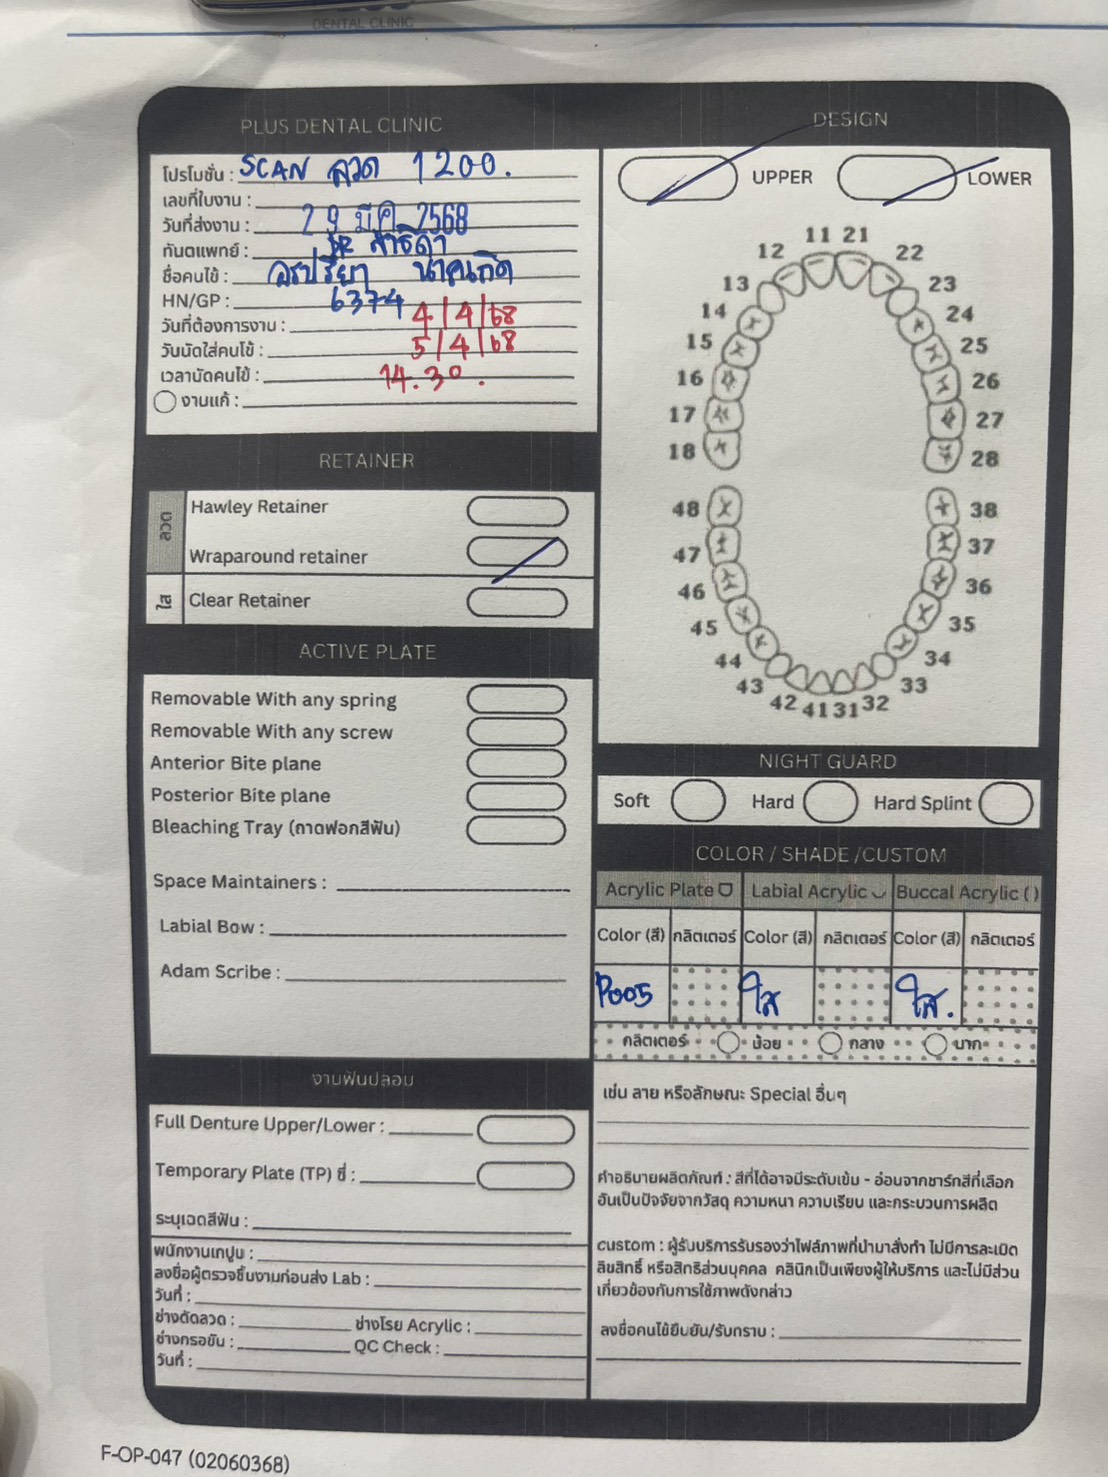 DENTAL CLINIC
PLUS DENTAL CLINIC
โปรโมชั่น : SCAN ลวด 1200.
เลขที่ใบงาน :
วันที่ส่งงาน : 29 มี.ค. 2568
ทันตแพทย์ : DR สาธิดา
ชื่อคนไข้ : อรปรียา นาคเกิด
HN/GP : 6374
วันที่ต้องการงาน : 4/4/68
วันนัดใส่คนไข้ : 5/4/68
เวลานัดคนไข้ : 14.30.
งานแก้ :
RETAINER
ลวด
Hawley Retainer
Wraparound retainer
ใส
Clear Retainer
ACTIVE PLATE
Removable With any spring
Removable With any screw
Anterior Bite plane
Posterior Bite plane
Bleaching Tray (ถาดฟอกสีฟัน)
Space Maintainers :
Labial Bow :
Adam Scribe :
งานฟันปลอม
Full Denture Upper/Lower :
Temporary Plate (TP) ซี่ :
ระบุเฉดสีฟัน :
พนักงานเทปูน :
ลงชื่อผู้ตรวจชิ้นงานก่อนส่ง Lab :
วันที่ :
ช่างดัดลวด : ช่างโรย Acrylic :
ช่างกรอขัน : QC Check :
วันที่ :
DESIGN
UPPER LOWER
11 21
12 22
13 23
14 24
15 25
16 26
17 27
18 28
48 38
47 37
46 36
45 35
44 34
43 33
42 41 31 32
NIGHT GUARD
Soft Hard Hard Splint
COLOR / SHADE /CUSTOM
Acrylic Plate Labial Acrylic Buccal Acrylic ( )
Color (สี) กลิตเตอร์ Color (สี) กลิตเตอร์ Color (สี) กลิตเตอร์
P005 ใส ใส.
กลิตเตอร์ น้อย กลาง มาก
เช่น ลาย หรือลักษณะ Special อื่นๆ
คำอธิบายผลิตภัณฑ์ : สีที่ได้อาจมีระดับเข้ม - อ่อนจากชาร์ทสีที่เลือก
อันเป็นปัจจัยจากวัสดุ ความหนา ความเรียบ และกระบวนการผลิต
custom : ผู้รับบริการรับรองว่าไฟล์ภาพที่นำมาสั่งทำ ไม่มีการละเมิด
ลิขสิทธิ์ หรือสิทธิส่วนบุคคล คลินิกเป็นเพียงผู้ให้บริการ และไม่มีส่วน
เกี่ยวข้องกับการใช้ภาพดังกล่าว
ลงชื่อคนไข้ยืนยัน/รับทราบ :
F-OP-047 (02060368)